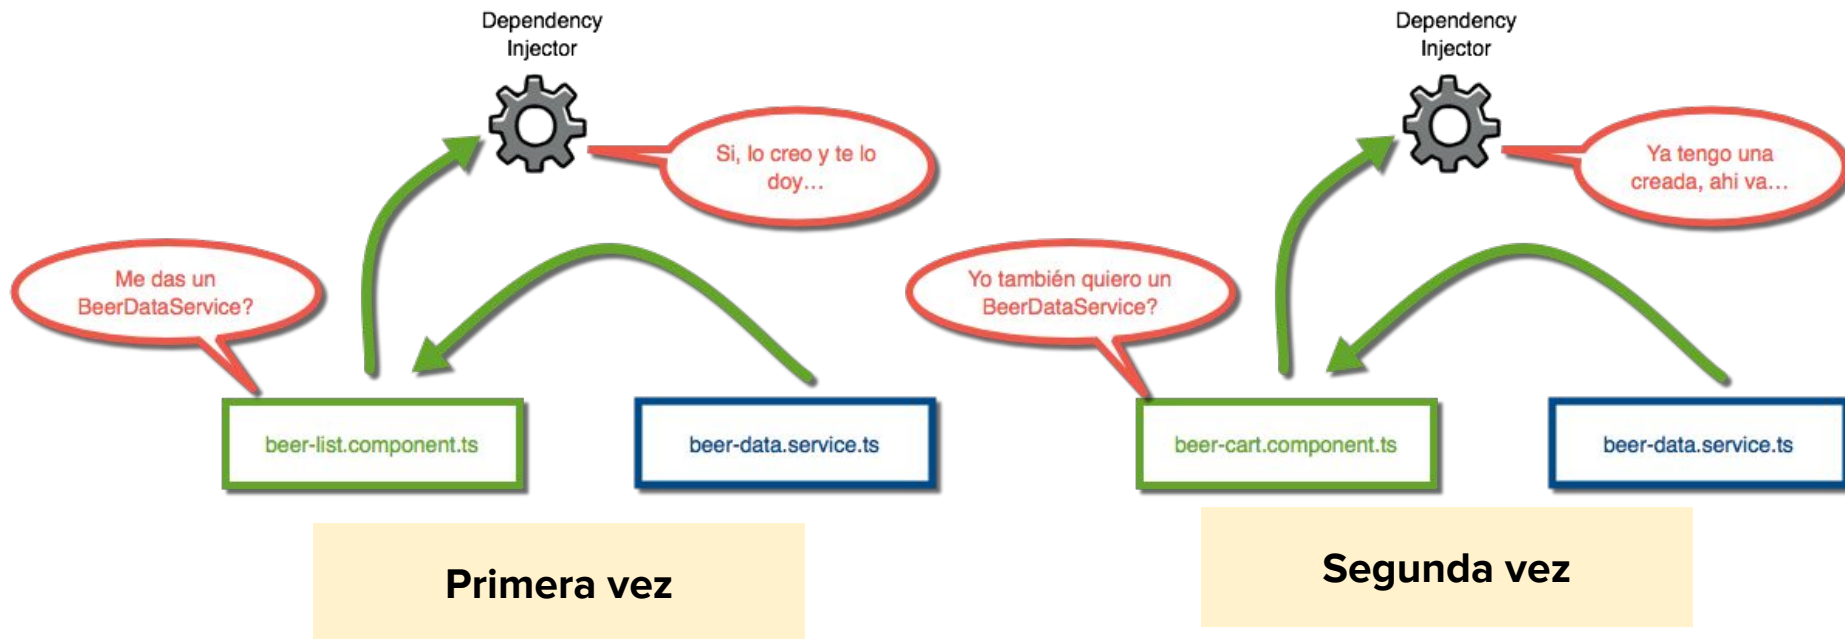 Dependency
Injector
Si, lo creo y te lo
doy...
Me das un
BeerDataService?
beer-list.component.ts
beer-data.service.ts
Primera vez
Dependency
Injector
Ya tengo una
creada, ahi va...
Yo también quiero un
BeerDataService?
beer-cart.component.ts
beer-data.service.ts
Segunda vez